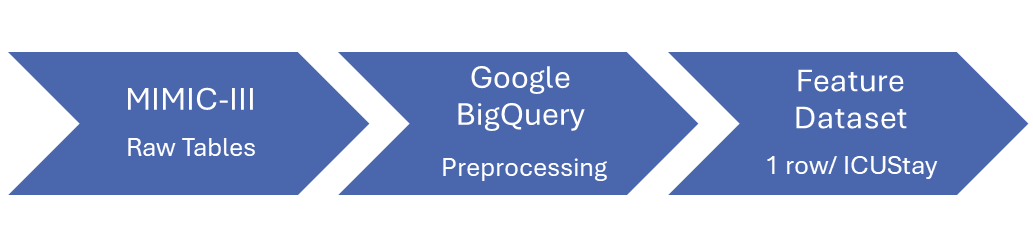 MIMIC-III
Raw Tables
Google
BigQuery
Preprocessing
Feature
Dataset
1 row/ ICUStay